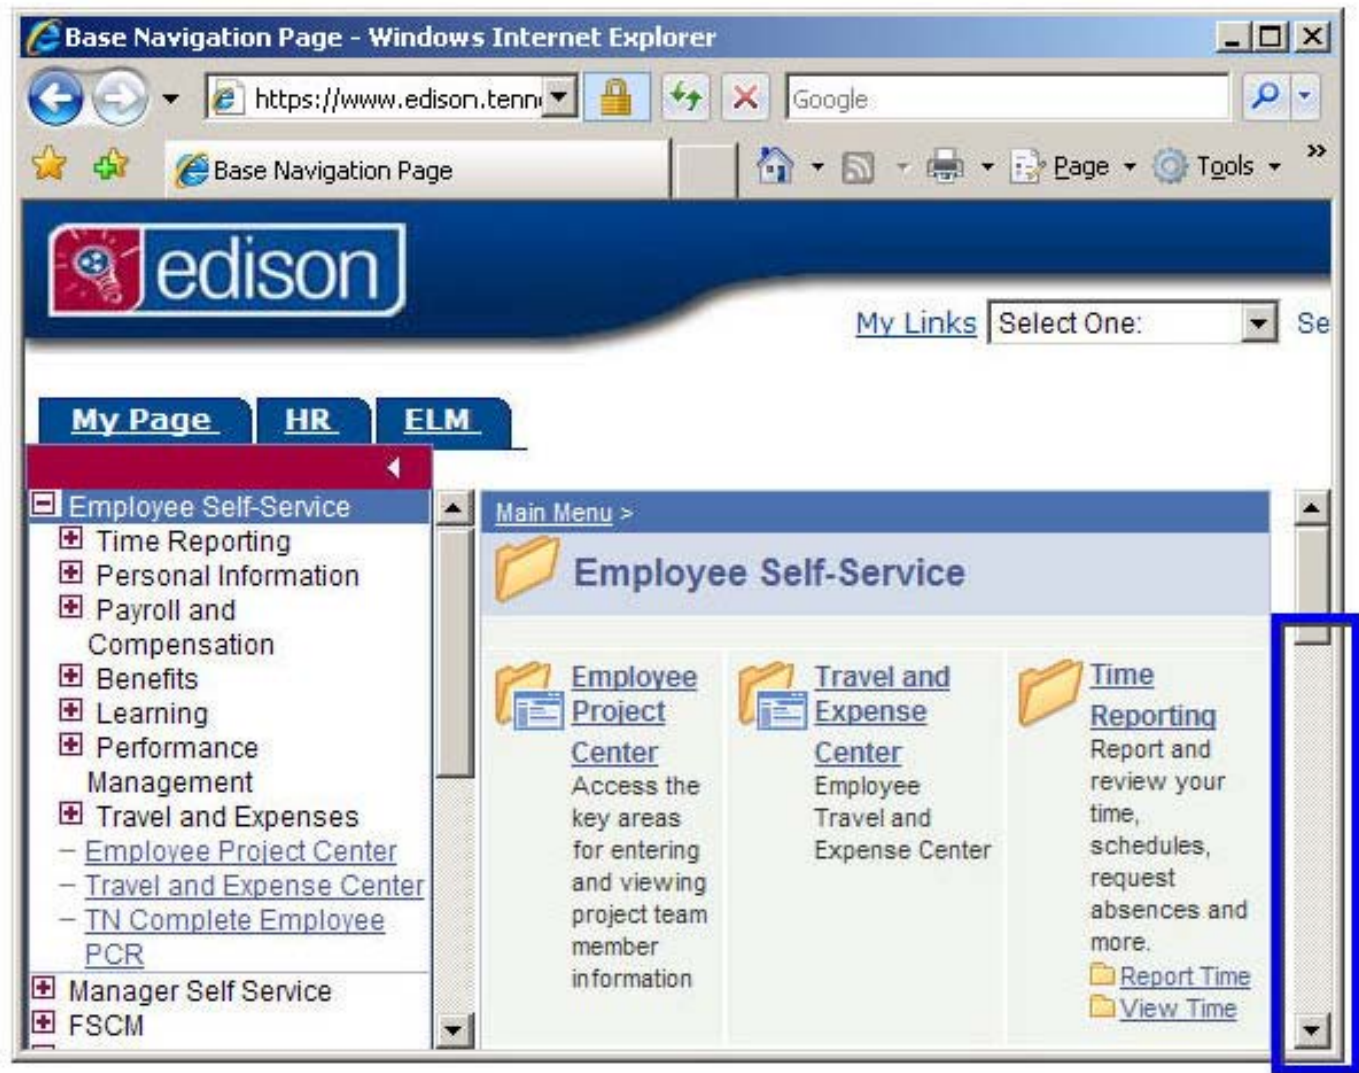 Base Navigation Page - Windows Internet Explorer
https://www.edison.tenn
Google
Base Navigation Page
Page
Tools
»
edison
My Links Select One: Se
My Page HR ELM
Employee Self-Service
Time Reporting
Personal Information
Payroll and
Compensation
Benefits
Learning
Performance
Management
Travel and Expenses
– Employee Project Center
– Travel and Expense Center
– TN Complete Employee
PCR
Manager Self Service
FSCM
Main Menu >
Employee Self-Service
Employee
Project
Center
Access the
key areas
for entering
and viewing
project team
member
information
Travel and
Expense
Center
Employee
Travel and
Expense Center
Time
Reporting
Report and
review your
time,
schedules,
request
absences and
more.
Report Time
View Time